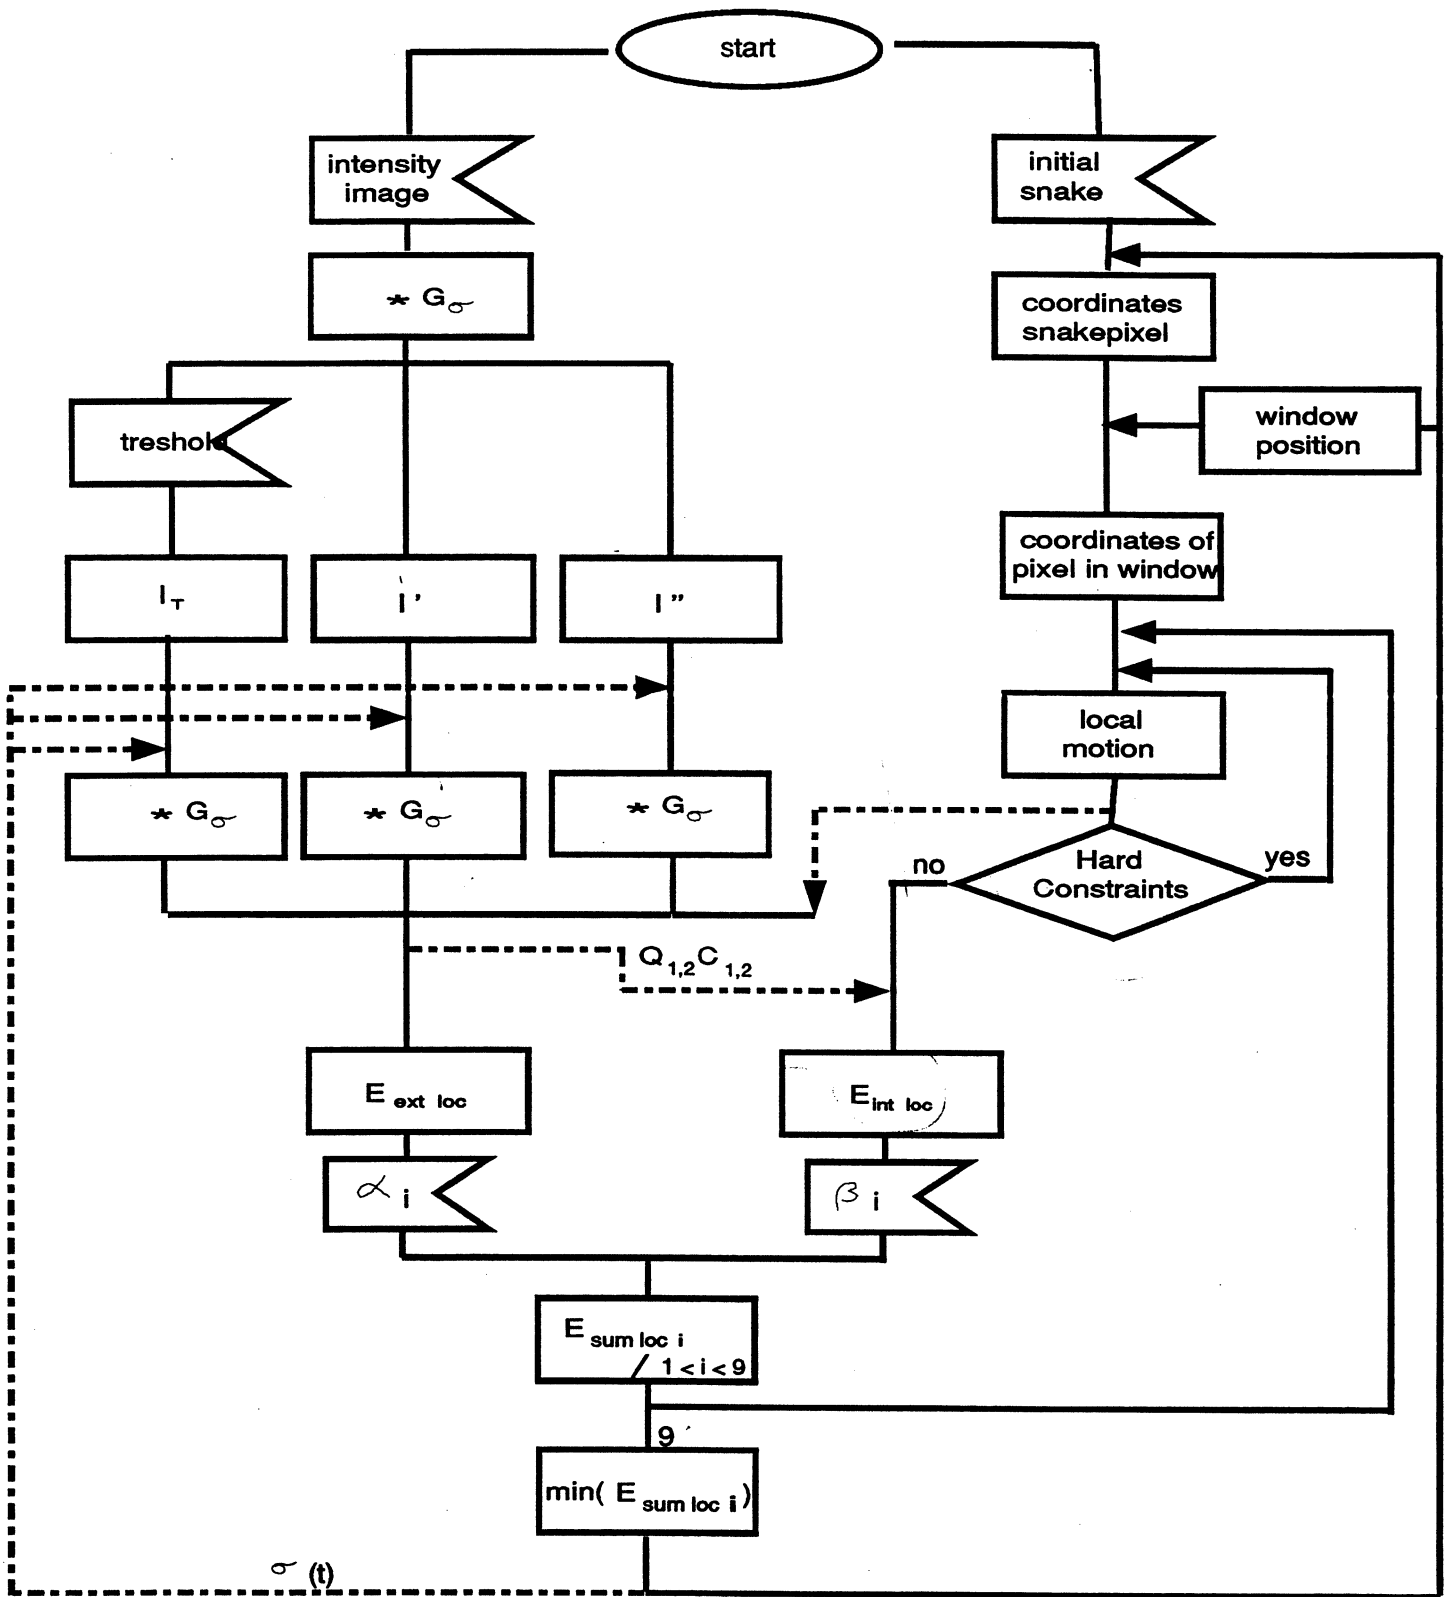 start
intensity
image
initial
snake
* Gσ
coordinates
snakepixel
treshold
window
position
coordinates of
pixel in window
I T
I '
I "
local
motion
* Gσ
* Gσ
* Gσ
Hard
Constraints
no
yes
Q 1,2 C 1,2
E ext loc
E int loc
α i
β i
E sum loc i
/ 1 < i < 9
9
min( E sum loc i )
σ (t)